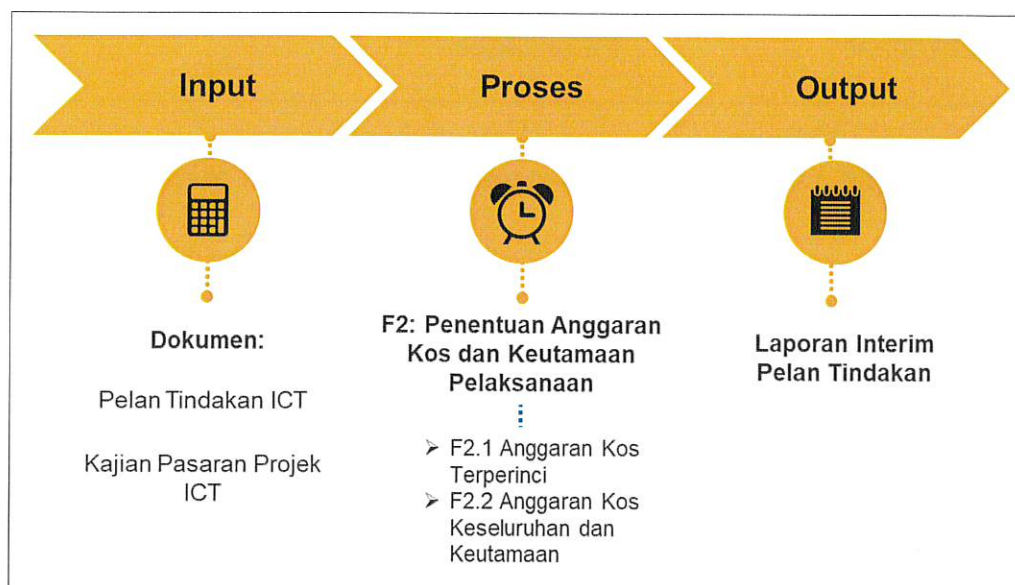 Input
Proses
Output
Dokumen:
Pelan Tindakan ICT
Kajian Pasaran Projek
ICT
F2: Penentuan Anggaran
Kos dan Keutamaan
Pelaksanaan
➢ F2.1 Anggaran Kos
Terperinci
➢ F2.2 Anggaran Kos
Keseluruhan dan
Keutamaan
Laporan Interim
Pelan Tindakan